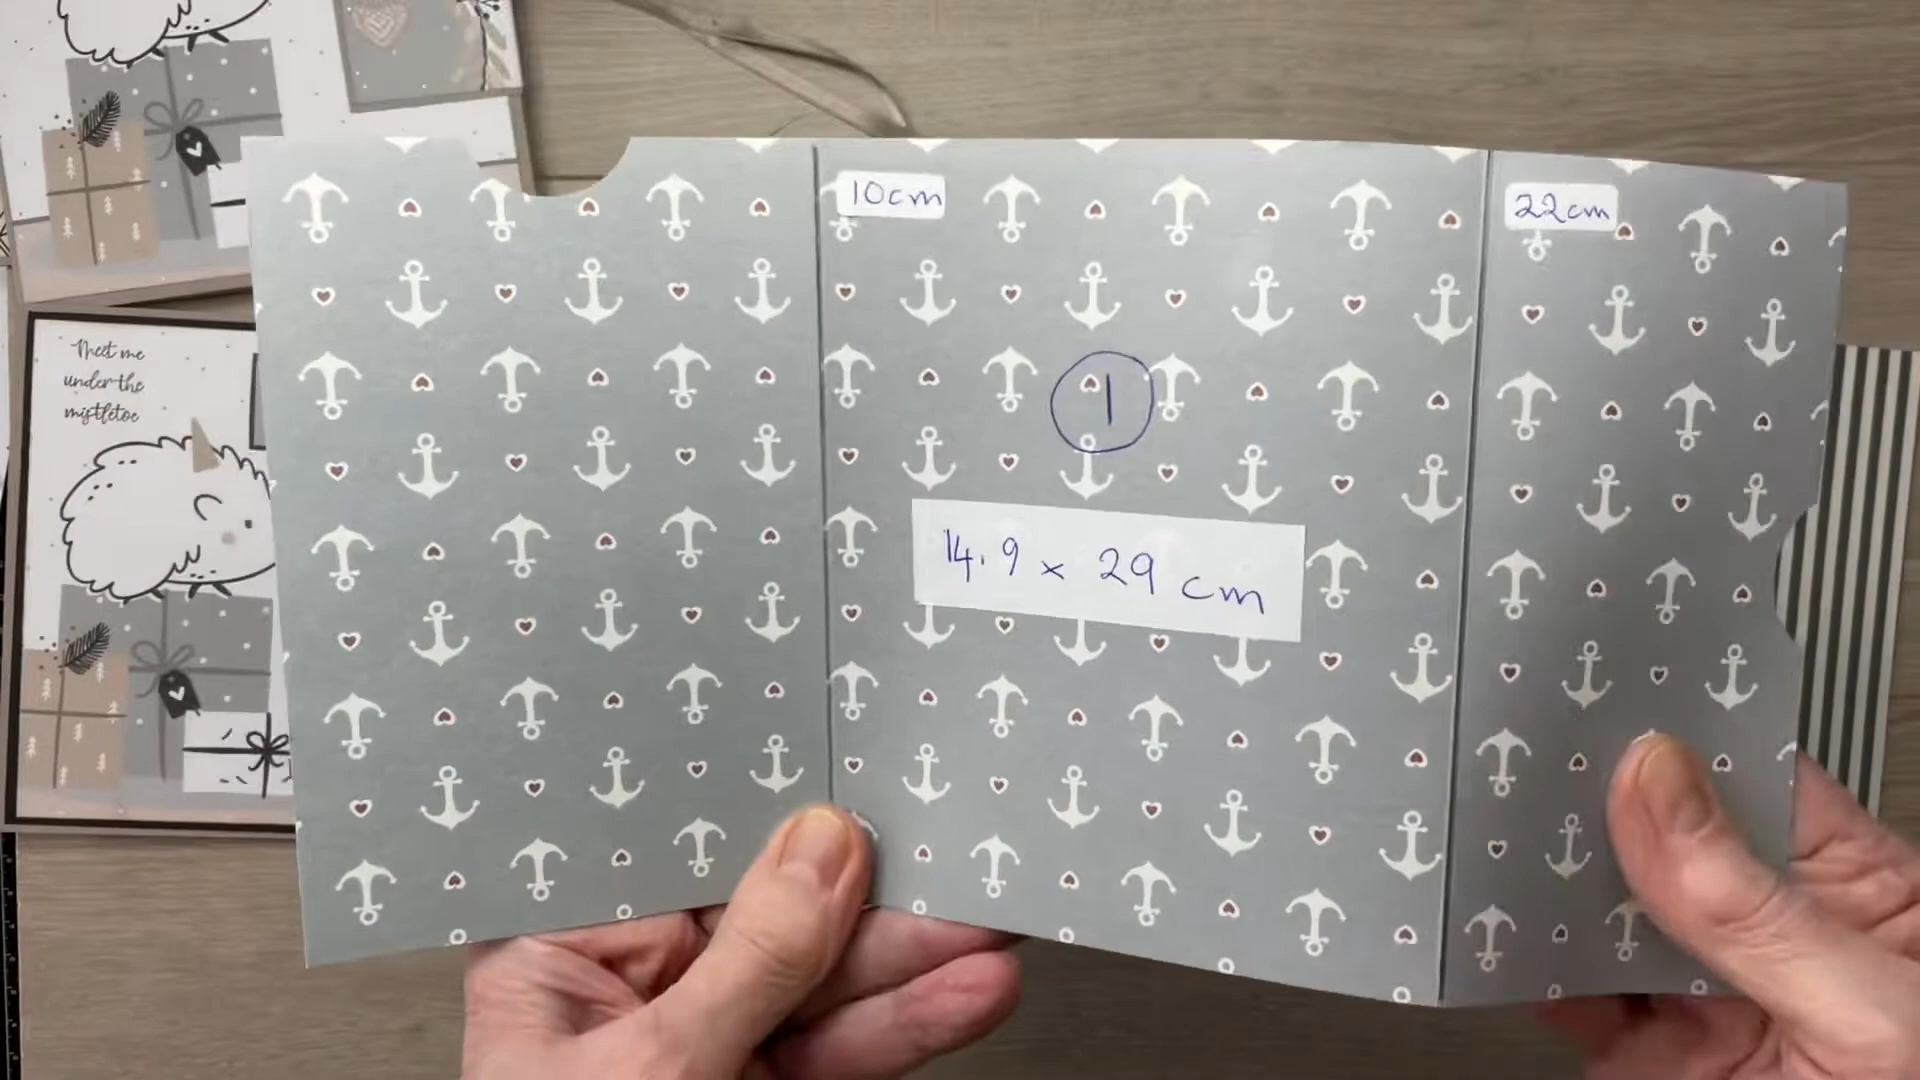 10cm
22cm
1
14.9 x 29 cm
Meet me
under the
mistletoe